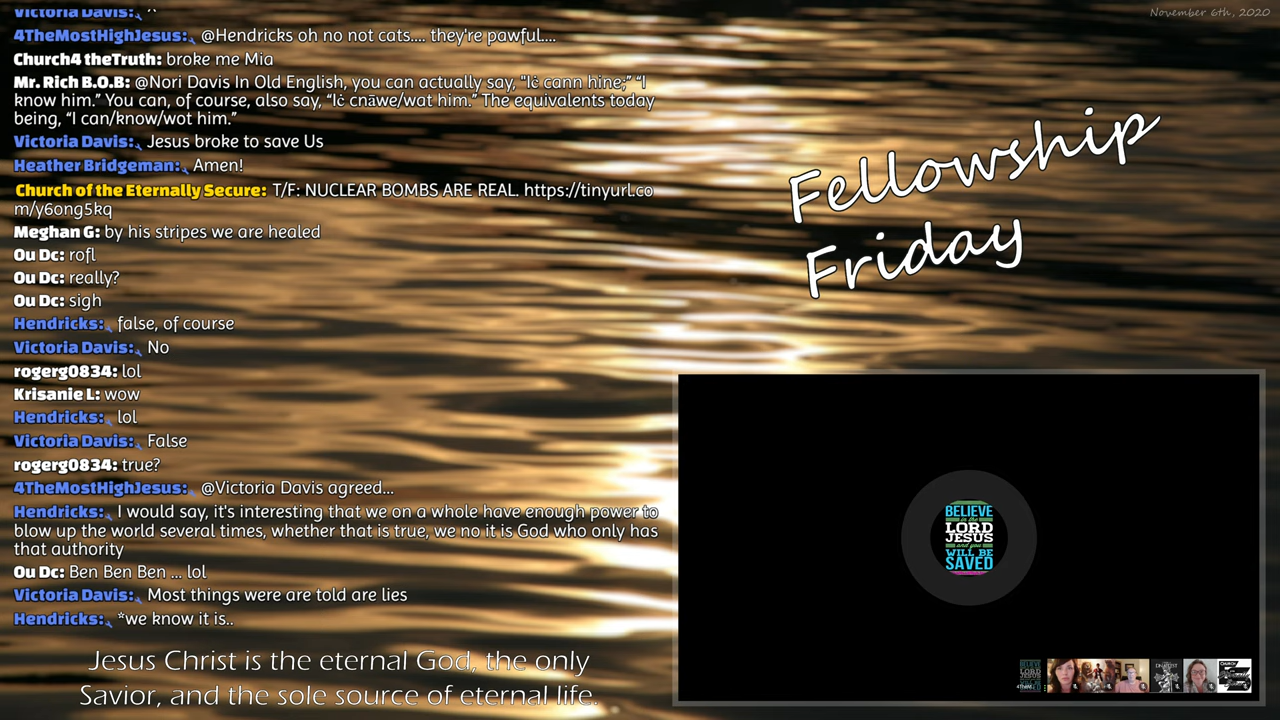 November 6th, 2020
Victoria Davis: ^
4TheMostHighJesus: @Hendricks oh no not cats.... they're pawful....
Church4 theTruth: broke me Mia
Mr. Rich B.O.B: @Nori Davis In Old English, you can actually say, "Iċ cann hine;” “I
know him.” You can, of course, also say, “Iċ cnāwe/wat him.” The equivalents today
being, “I can/know/wot him.”
Victoria Davis: Jesus broke to save Us
Heather Bridgeman: Amen!
Church of the Eternally Secure: T/F: NUCLEAR BOMBS ARE REAL. https://tinyurl.co
m/y6ong5kq
Meghan G: by his stripes we are healed
Ou Dc: rofl
Ou Dc: really?
Ou Dc: sigh
Hendricks: false, of course
Victoria Davis: No
rogerg0834: lol
Krisanie L: wow
Hendricks: lol
Victoria Davis: False
rogerg0834: true?
4TheMostHighJesus: @Victoria Davis agreed...
Hendricks: I would say, it's interesting that we on a whole have enough power to
blow up the world several times, whether that is true, we no it is God who only has
that authority
Ou Dc: Ben Ben Ben ... lol
Victoria Davis: Most things were are told are lies
Hendricks: *we know it is..
Jesus Christ is the eternal God, the only
Savior, and the sole source of eternal life.
Fellowship
Friday
BELIEVE
in the
LORD
JESUS
and you
WILL BE
SAVED